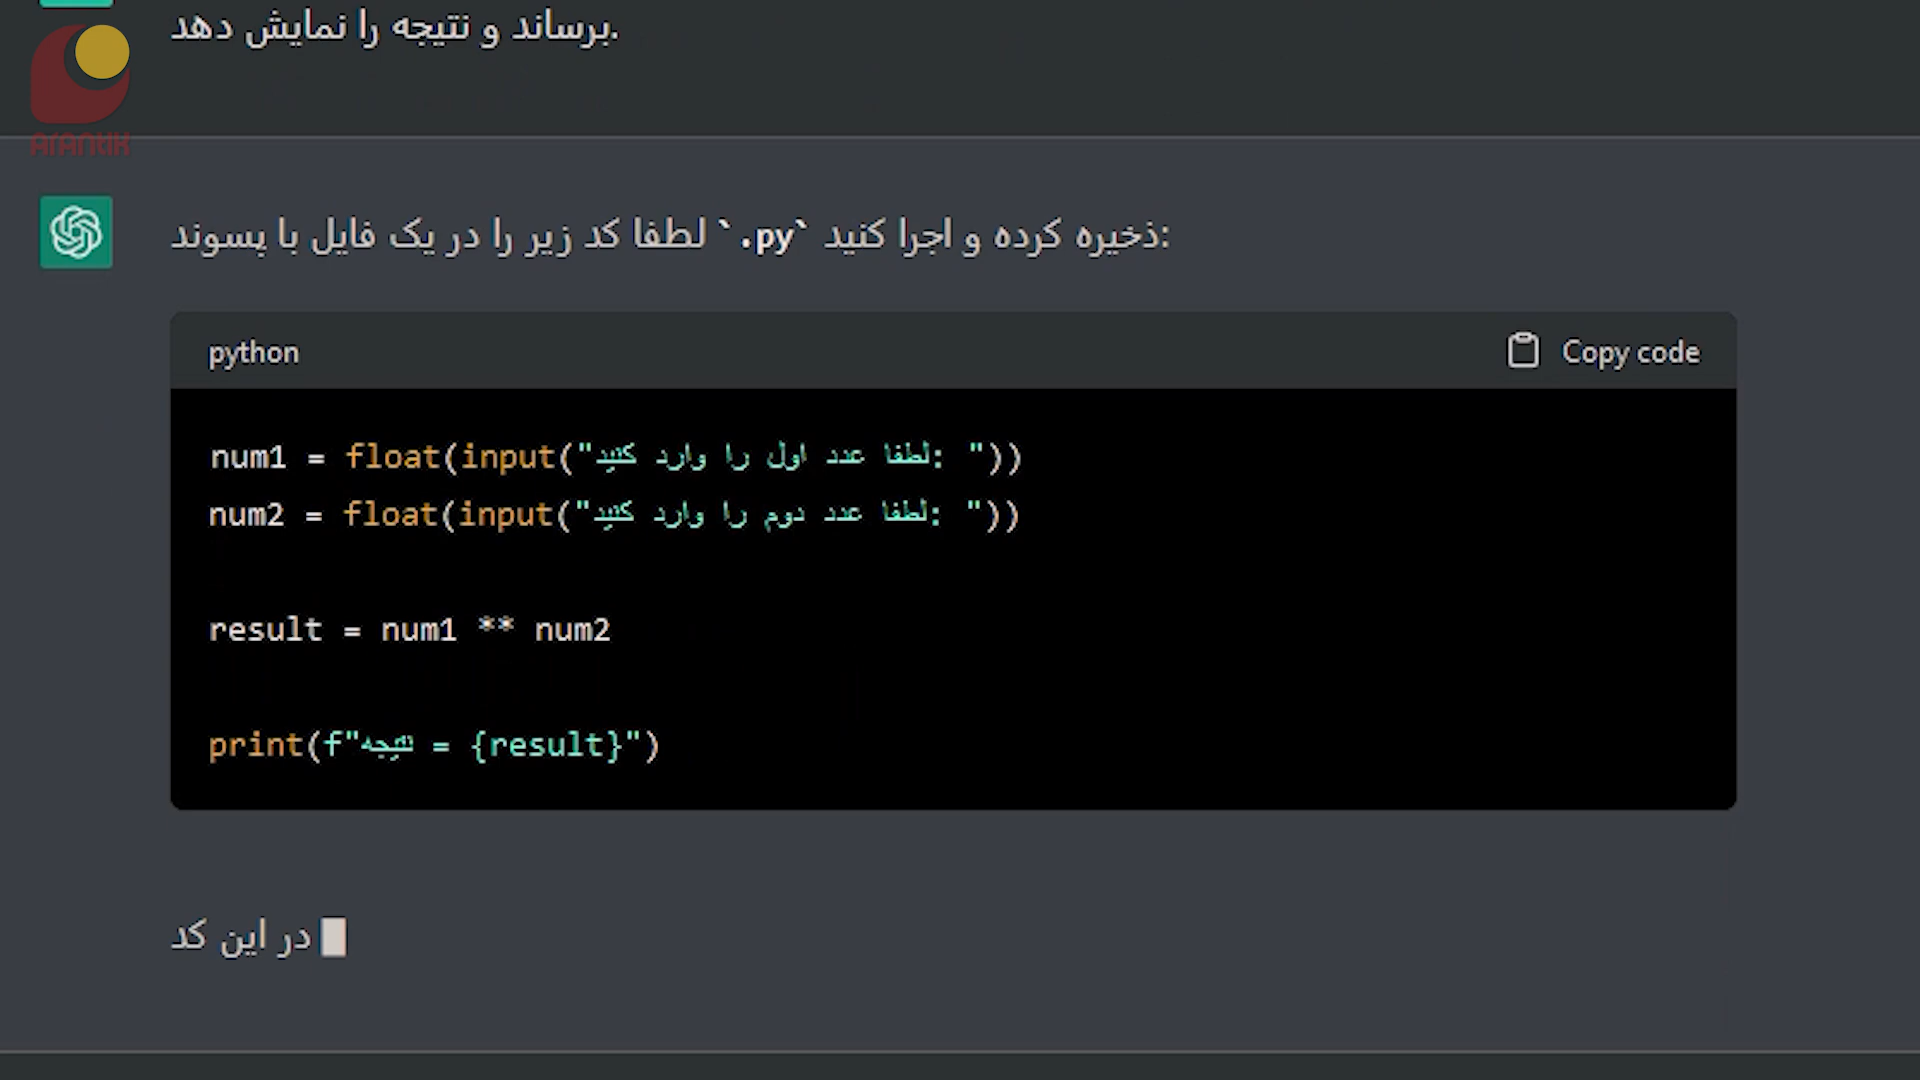 برساند و نتیجه را نمایش دهد.
arantik
لطفا کد زیر را در یک فایل با پسوند `.py` ذخیره کرده و اجرا کنید:
python
Copy code
num1 = float(input("لطفا عدد اول را وارد کنید: "))
num2 = float(input("لطفا عدد دوم را وارد کنید: "))
result = num1 ** num2
print(f"نتیجه = {result}")
در این کد